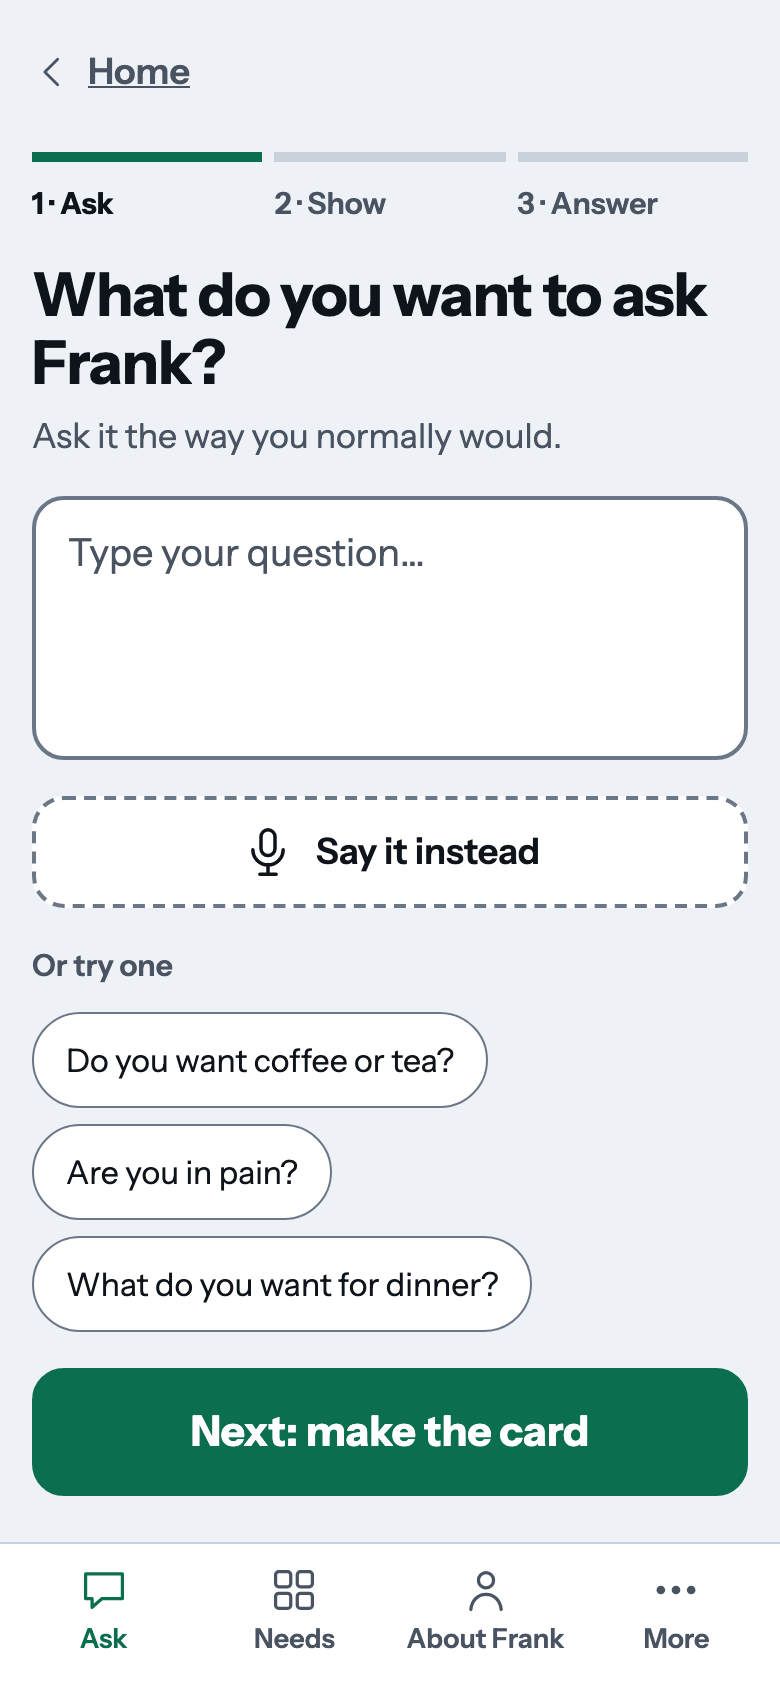 Home
1 · Ask
2 · Show
3 · Answer
What do you want to ask
Frank?
Ask it the way you normally would.
Type your question...
Say it instead
Or try one
Do you want coffee or tea?
Are you in pain?
What do you want for dinner?
Next: make the card
Ask
Needs
About Frank
More